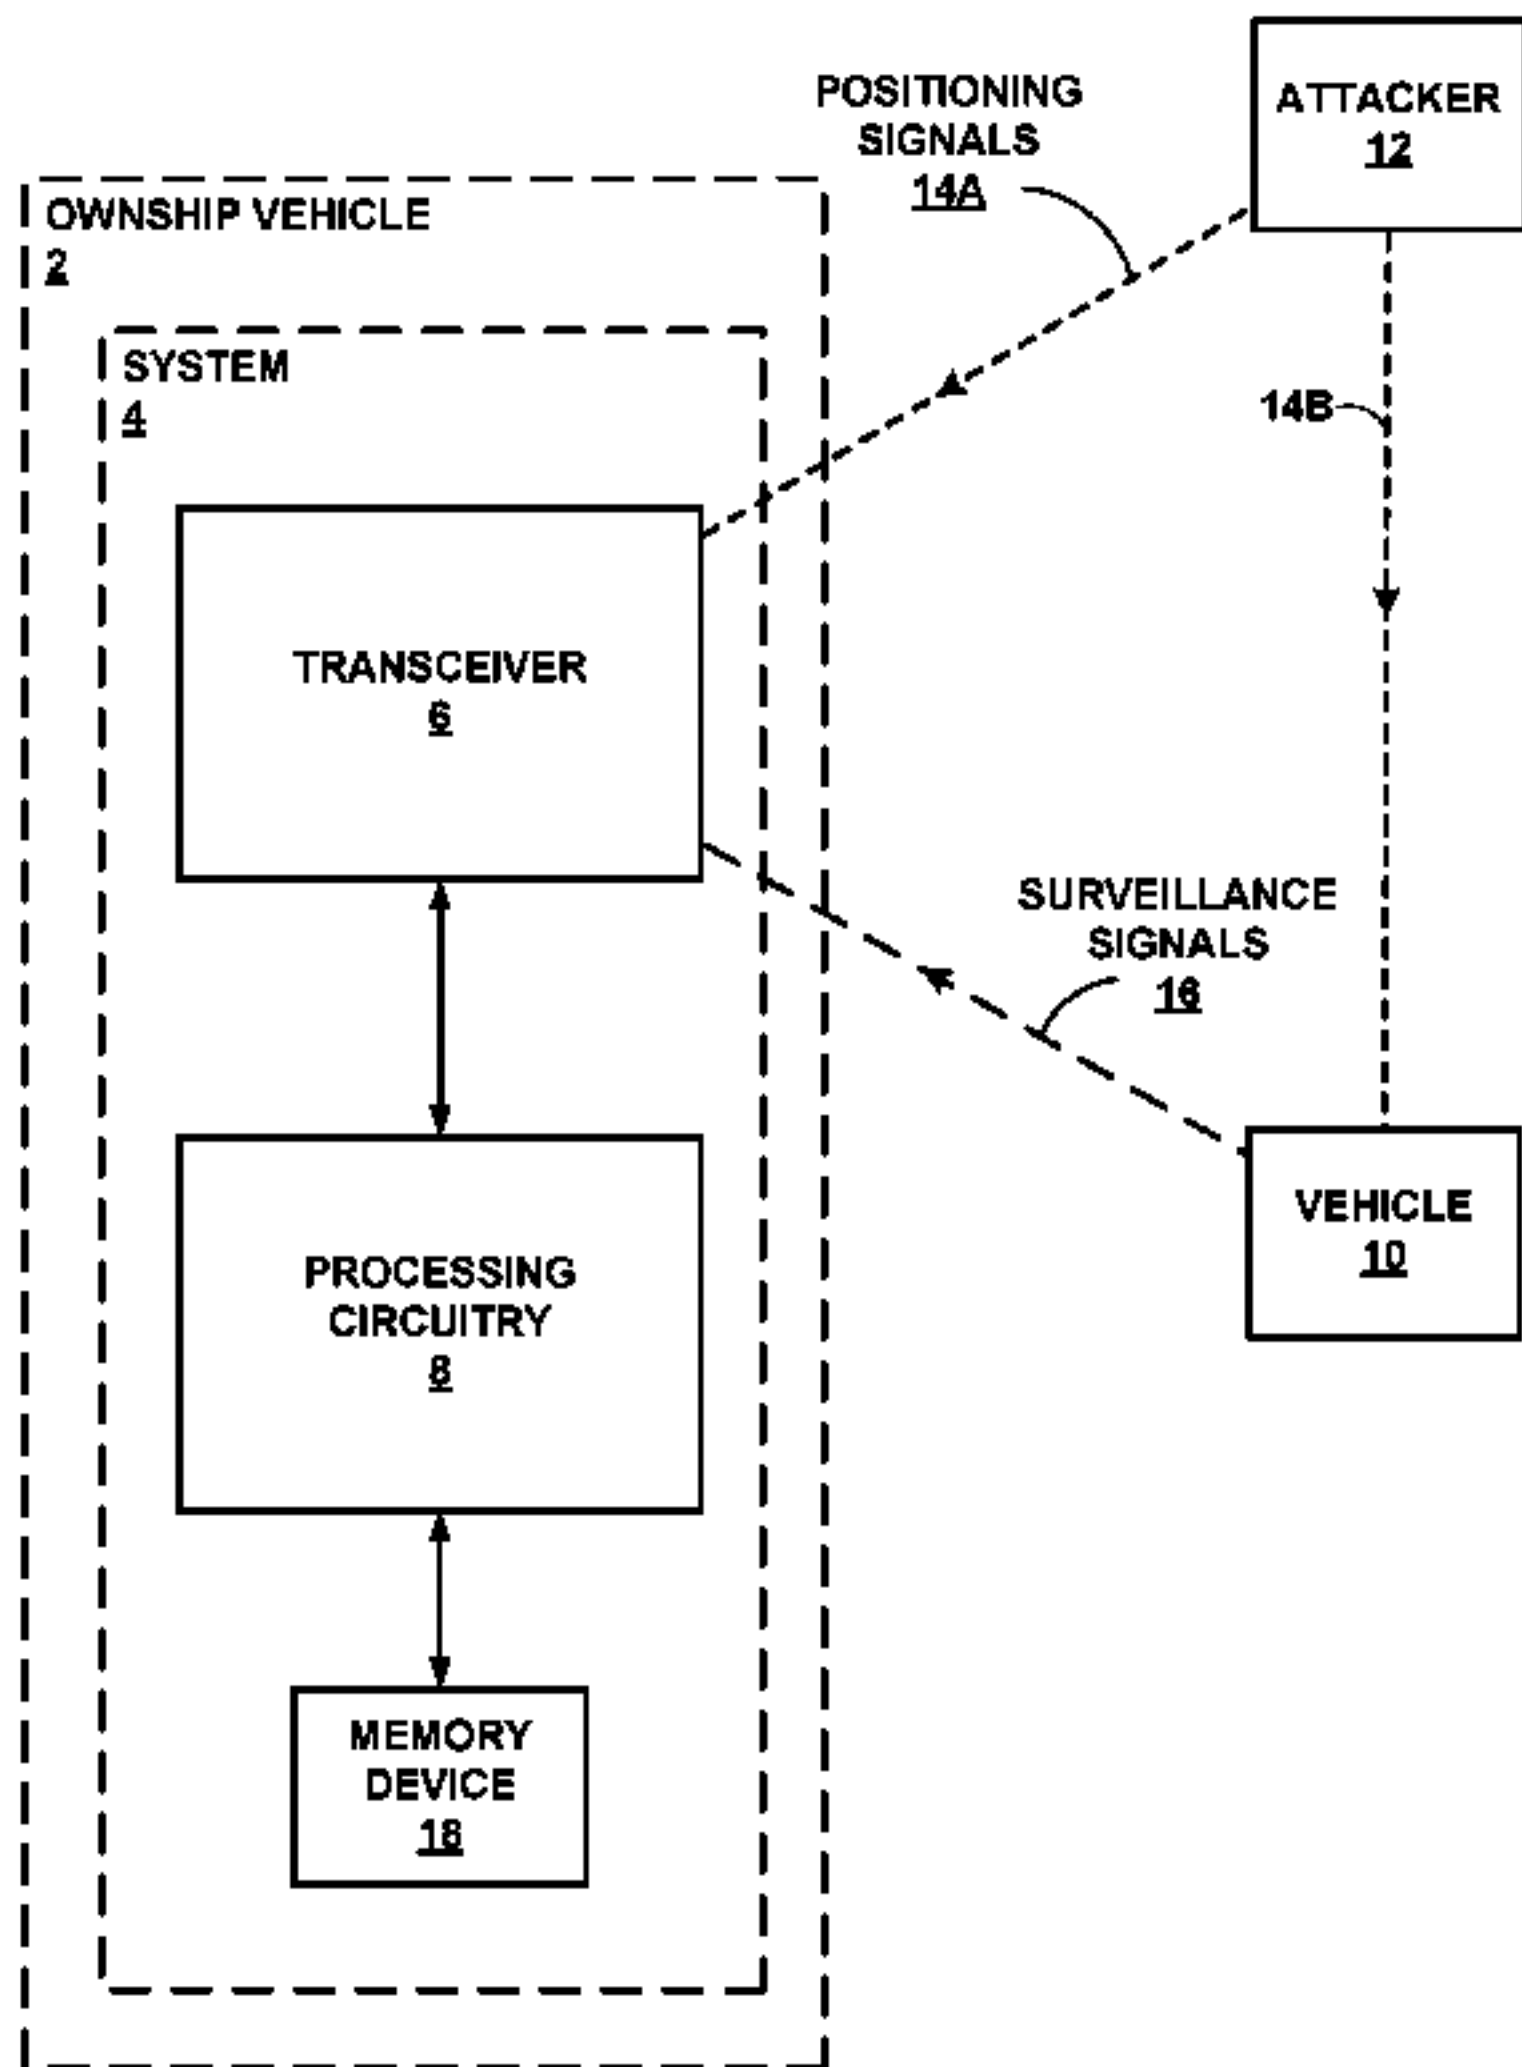 ATTACKER
12
POSITIONING
SIGNALS
14A
OWNSHIP VEHICLE
2
SYSTEM
4
14B
TRANSCEIVER
6
SURVEILLANCE
SIGNALS
16
VEHICLE
10
PROCESSING
CIRCUITRY
8
MEMORY
DEVICE
18